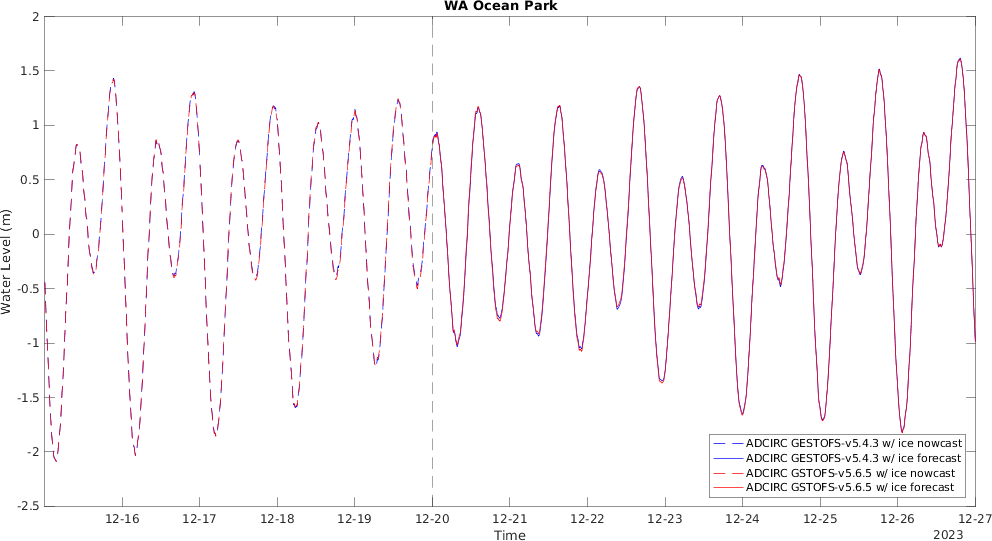 WA Ocean Park
2
1.5
1
0.5
0
-0.5
-1
-1.5
-2
-2.5
Water Level (m)
ADCIRC GESTOFS-v5.4.3 w/ ice nowcast
ADCIRC GESTOFS-v5.4.3 w/ ice forecast
ADCIRC GSTOFS-v5.6.5 w/ ice nowcast
ADCIRC GSTOFS-v5.6.5 w/ ice forecast
12-16 12-17 12-18 12-19 12-20 12-21 12-22 12-23 12-24 12-25 12-26 12-27
Time
2023